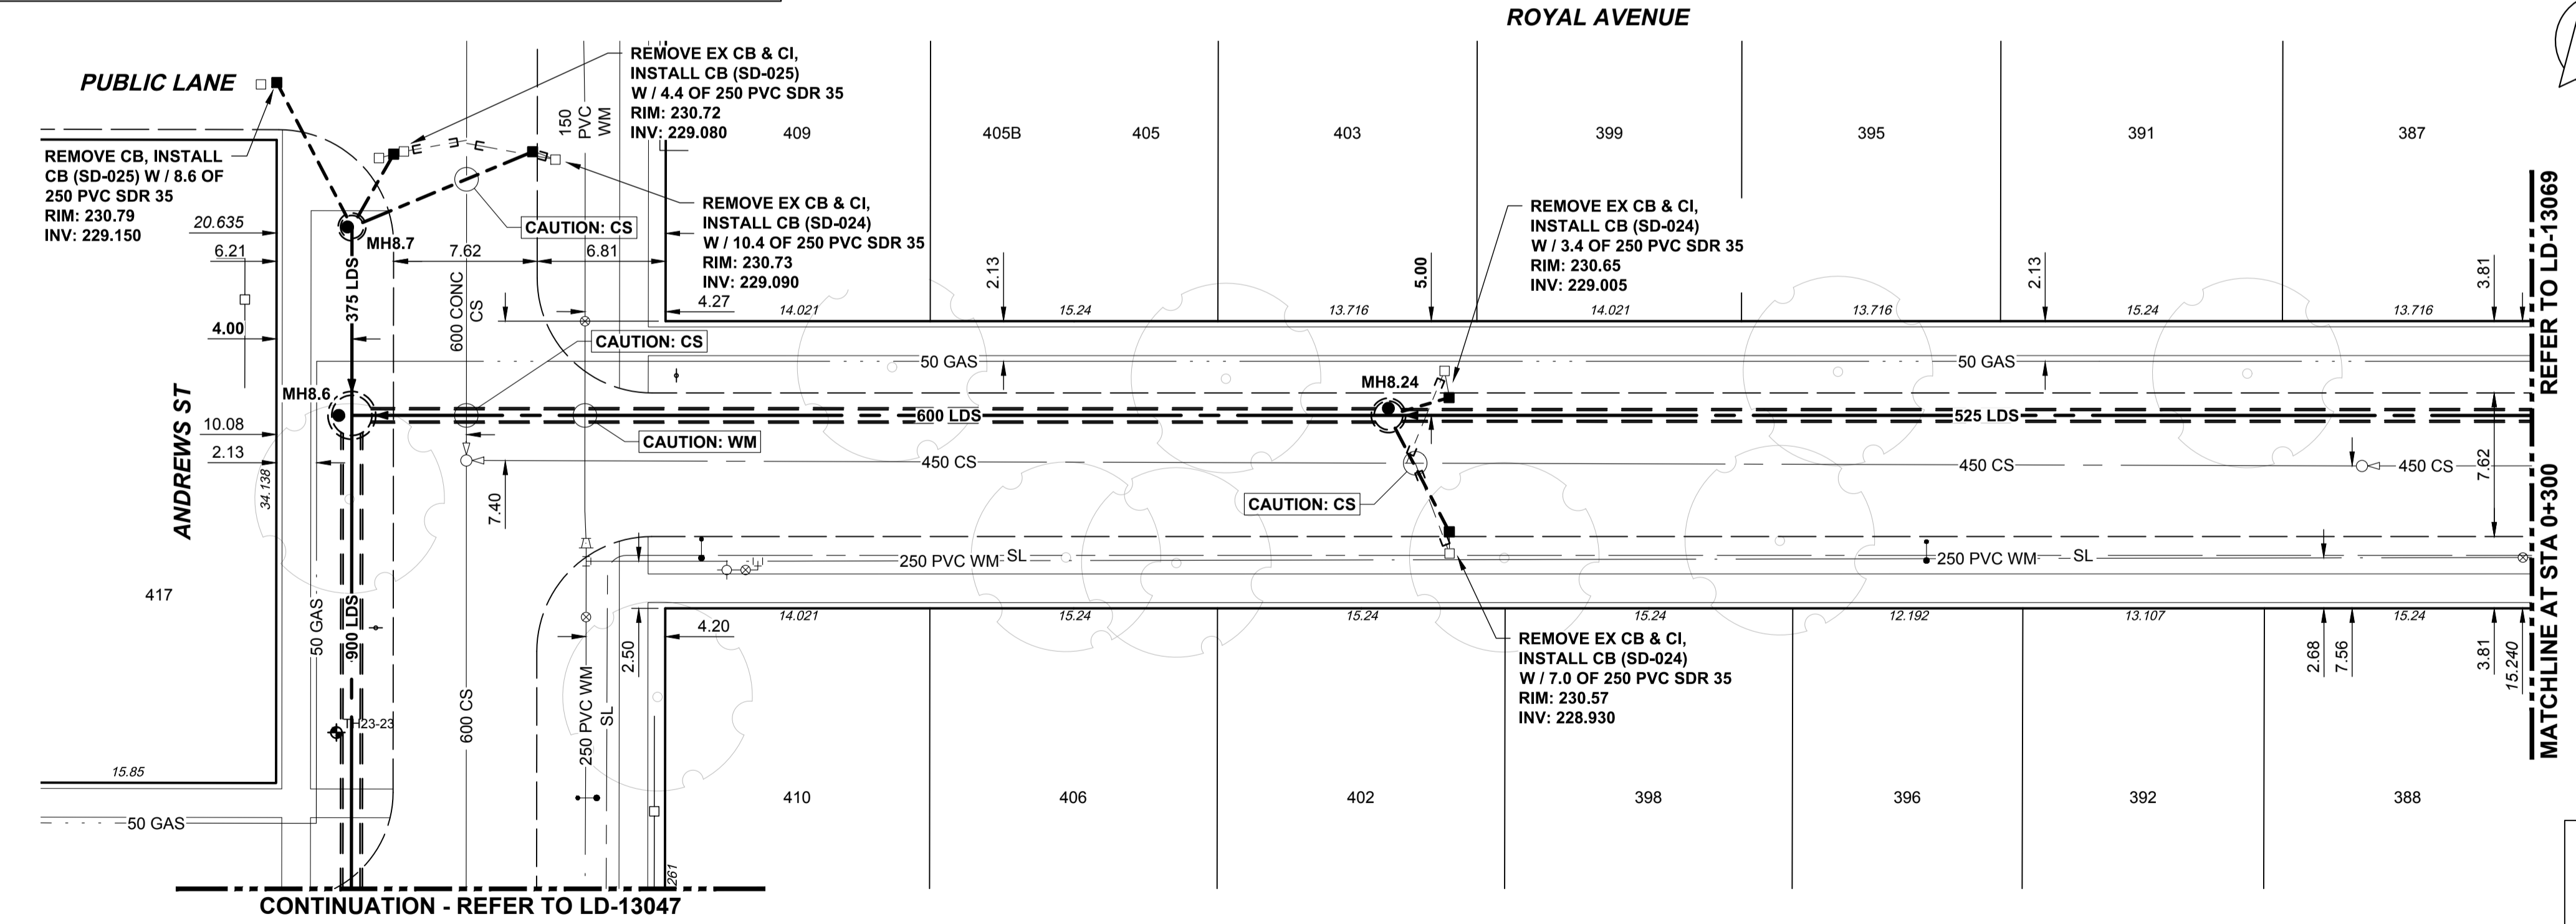 ROYAL AVENUE
PUBLIC LANE
REMOVE EX CB & CI,
INSTALL CB (SD-025)
W / 4.4 OF 250 PVC SDR 35
RIM: 230.72
INV: 229.080
150
PVC
WM
409
405B
405
403
399
395
391
387
REMOVE CB, INSTALL
CB (SD-025) W / 8.6 OF
250 PVC SDR 35
RIM: 230.79
INV: 229.150
REMOVE EX CB & CI,
INSTALL CB (SD-024)
W / 10.4 OF 250 PVC SDR 35
RIM: 230.73
INV: 229.090
REMOVE EX CB & CI,
INSTALL CB (SD-024)
W / 3.4 OF 250 PVC SDR 35
RIM: 230.65
INV: 229.005
20.635
6.21
4.00
MH8.7
7.62
6.81
CAUTION: CS
375 LDS
600 CONC
CS
4.27
14.021
2.13
15.24
13.716
5.00
14.021
13.716
2.13
15.24
13.716
3.81
REFER TO LD-13069
CAUTION: CS
50 GAS
50 GAS
MH8.6
MH8.24
600 LDS
525 LDS
ANDREWS ST
10.08
2.13
34.138
CAUTION: WM
450 CS
450 CS
450 CS
7.62
7.40
CAUTION: CS
MATCHLINE AT STA 0+300
250 PVC WM
SL
250 PVC WM
SL
417
50 GAS
900 LDS
14.021
15.24
15.24
15.24
12.192
13.107
15.24
4.20
2.50
2.68
7.56
3.81
15.240
REMOVE EX CB & CI,
INSTALL CB (SD-024)
W / 7.0 OF 250 PVC SDR 35
RIM: 230.57
INV: 228.930
600 CS
250 PVC WM
SL
TH23-23
15.85
50 GAS
410
406
402
398
396
392
388
261
CONTINUATION - REFER TO LD-13047